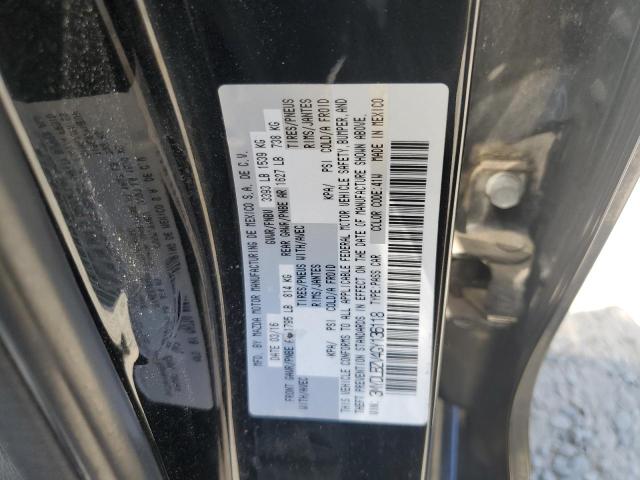 MFD. BY MAZDA MOTOR MANUFACTURING DE MEXICO S.A. DE C.V.
DATE 03/16 GVWR/PNBV 3393 LB 1539 KG
FRONT GAWR/PNBE 1795 LB 814 KG REAR GAWR/PNBE AR 1627 LB 738 KG
WITH/AVEC TIRES/PNEUS WITH/AVEC TIRES/PNEUS
RIMS/JANTES RIMS/JANTES
KPA/ PSI COLD/A FROID KPA/ PSI COLD/A FROID
THIS VEHICLE CONFORMS TO ALL APPLICABLE FEDERAL MOTOR VEHICLE SAFETY, BUMPER, AND
THEFT PREVENTION STANDARDS IN EFFECT ON THE DATE OF MANUFACTURE SHOWN ABOVE.
VIN: TYPE: PASS CAR COLOR CODE: 41W MADE IN MEXICO